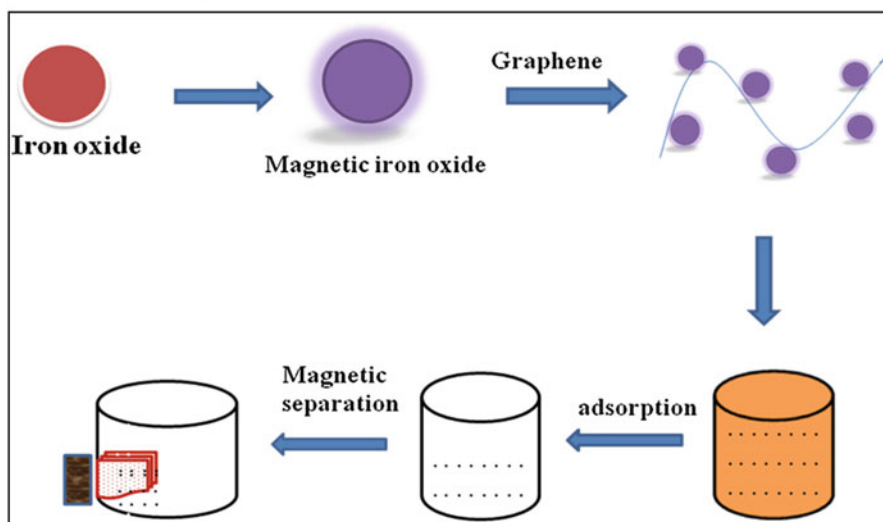 Graphene
Iron oxide
Magnetic iron oxide
Magnetic
separation
adsorption